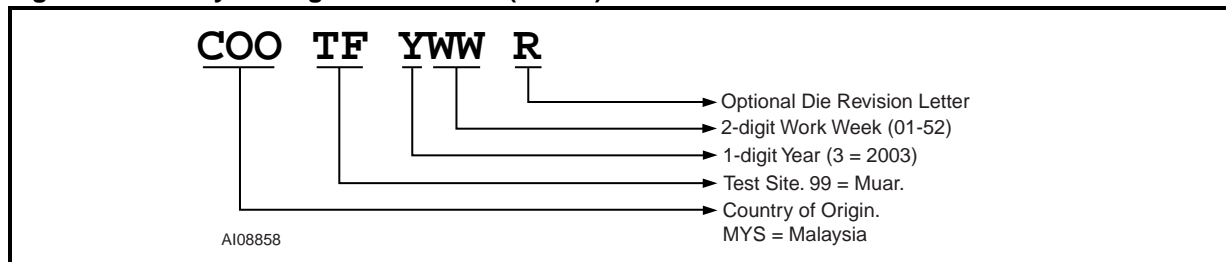 COO TF YWW R
Optional Die Revision Letter
2-digit Work Week (01-52)
1-digit Year (3 = 2003)
Test Site. 99 = Muar.
Country of Origin.
MYS = Malaysia
AI08858